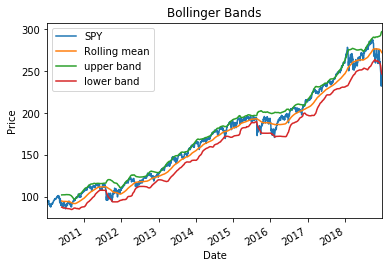 Bollinger Bands
SPY
Rolling mean
upper band
lower band
Price
300
250
200
150
100
2011
2012
2013
2014
2015
2016
2017
2018
Date